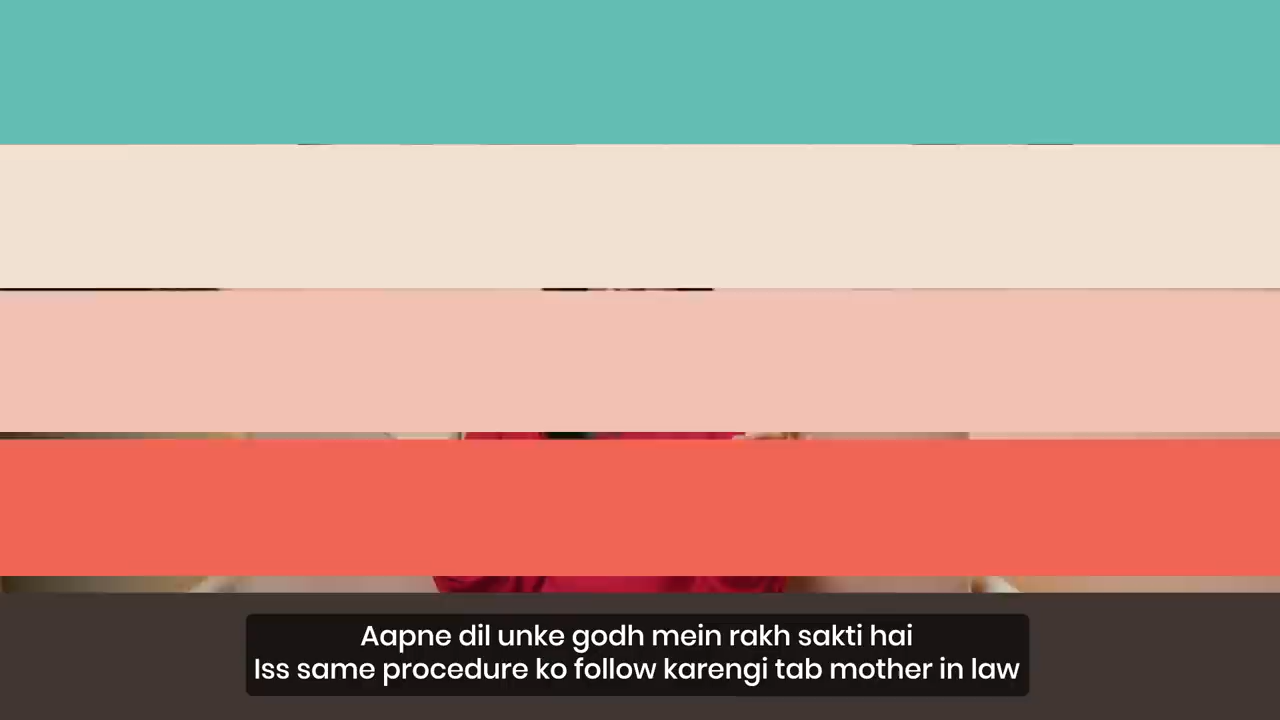 Aapne dil unke godh mein rakh sakti hai
Iss same procedure ko follow karengi tab mother in law